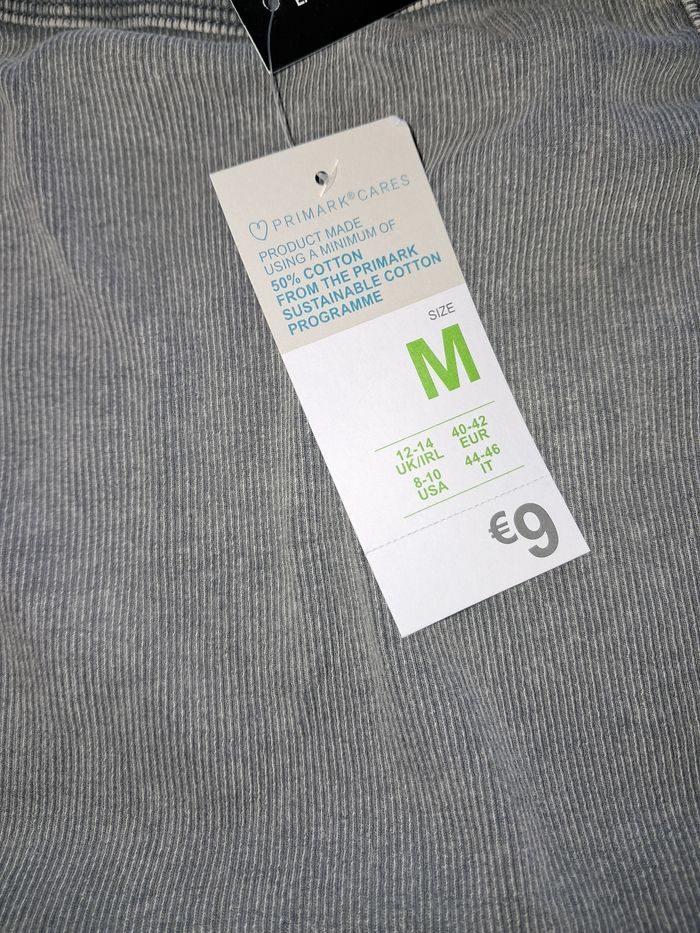 PRIMARK® CARES
PRODUCT MADE
USING A MINIMUM OF
50% COTTON
FROM THE PRIMARK
SUSTAINABLE COTTON
PROGRAMME
SIZE
M
12-14
UK/IRL
40-42
EUR
8-10
USA
44-46
IT
€9